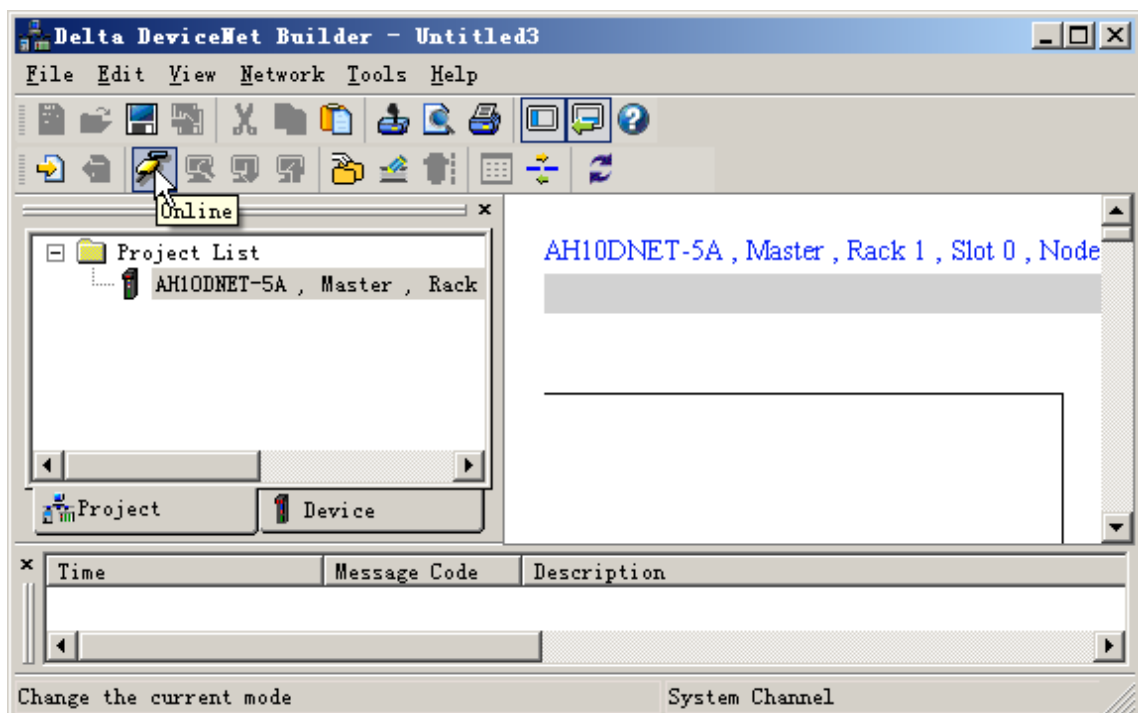 Delta DeviceNet Builder - Untitled3
File Edit View Network Tools Help
Online
Project List
AH10DNET-5A , Master , Rack
AH10DNET-5A , Master , Rack 1 , Slot 0 , Node
Project Device
Time Message Code Description
Change the current mode System Channel